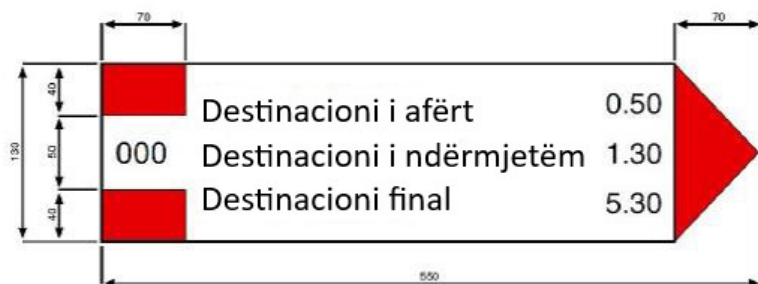 70 70
40 Destinacioni i afërt 0.50
130 50 000 Destinacioni i ndërmjetëm 1.30
40 Destinacioni final 5.30
550